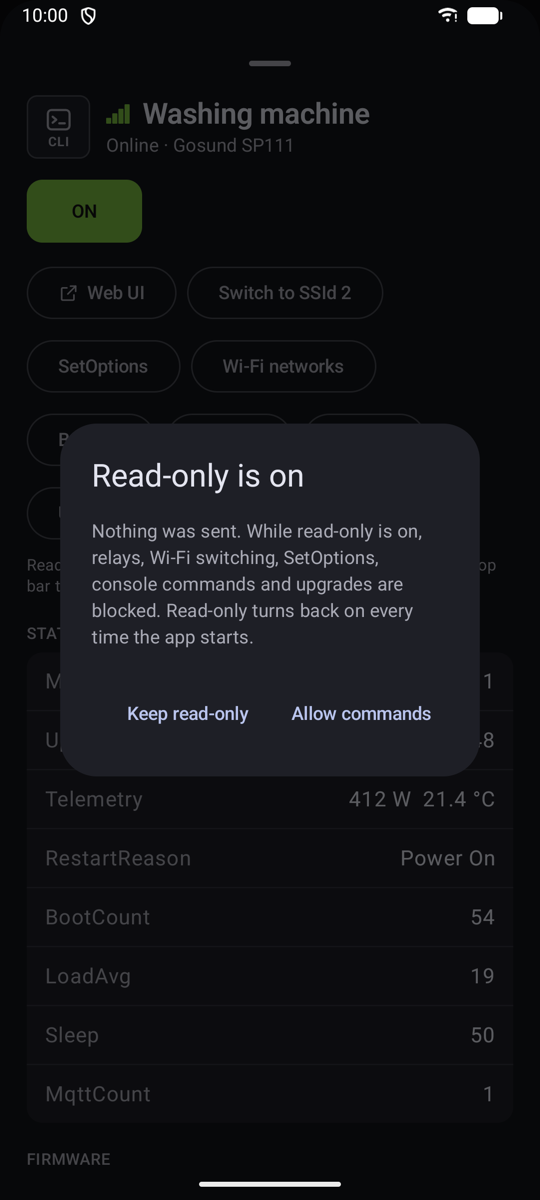 10:00
Washing machine
CLI
Online · Gosund SP111
ON
Web UI
Switch to SSId 2
SetOptions
Wi-Fi networks
Read-only is on
Nothing was sent. While read-only is on,
relays, Wi-Fi switching, SetOptions,
console commands and upgrades are
blocked. Read-only turns back on every
time the app starts.
Keep read-only
Allow commands
Telemetry
412 W 21.4 °C
RestartReason
Power On
BootCount
54
LoadAvg
19
Sleep
50
MqttCount
1
FIRMWARE